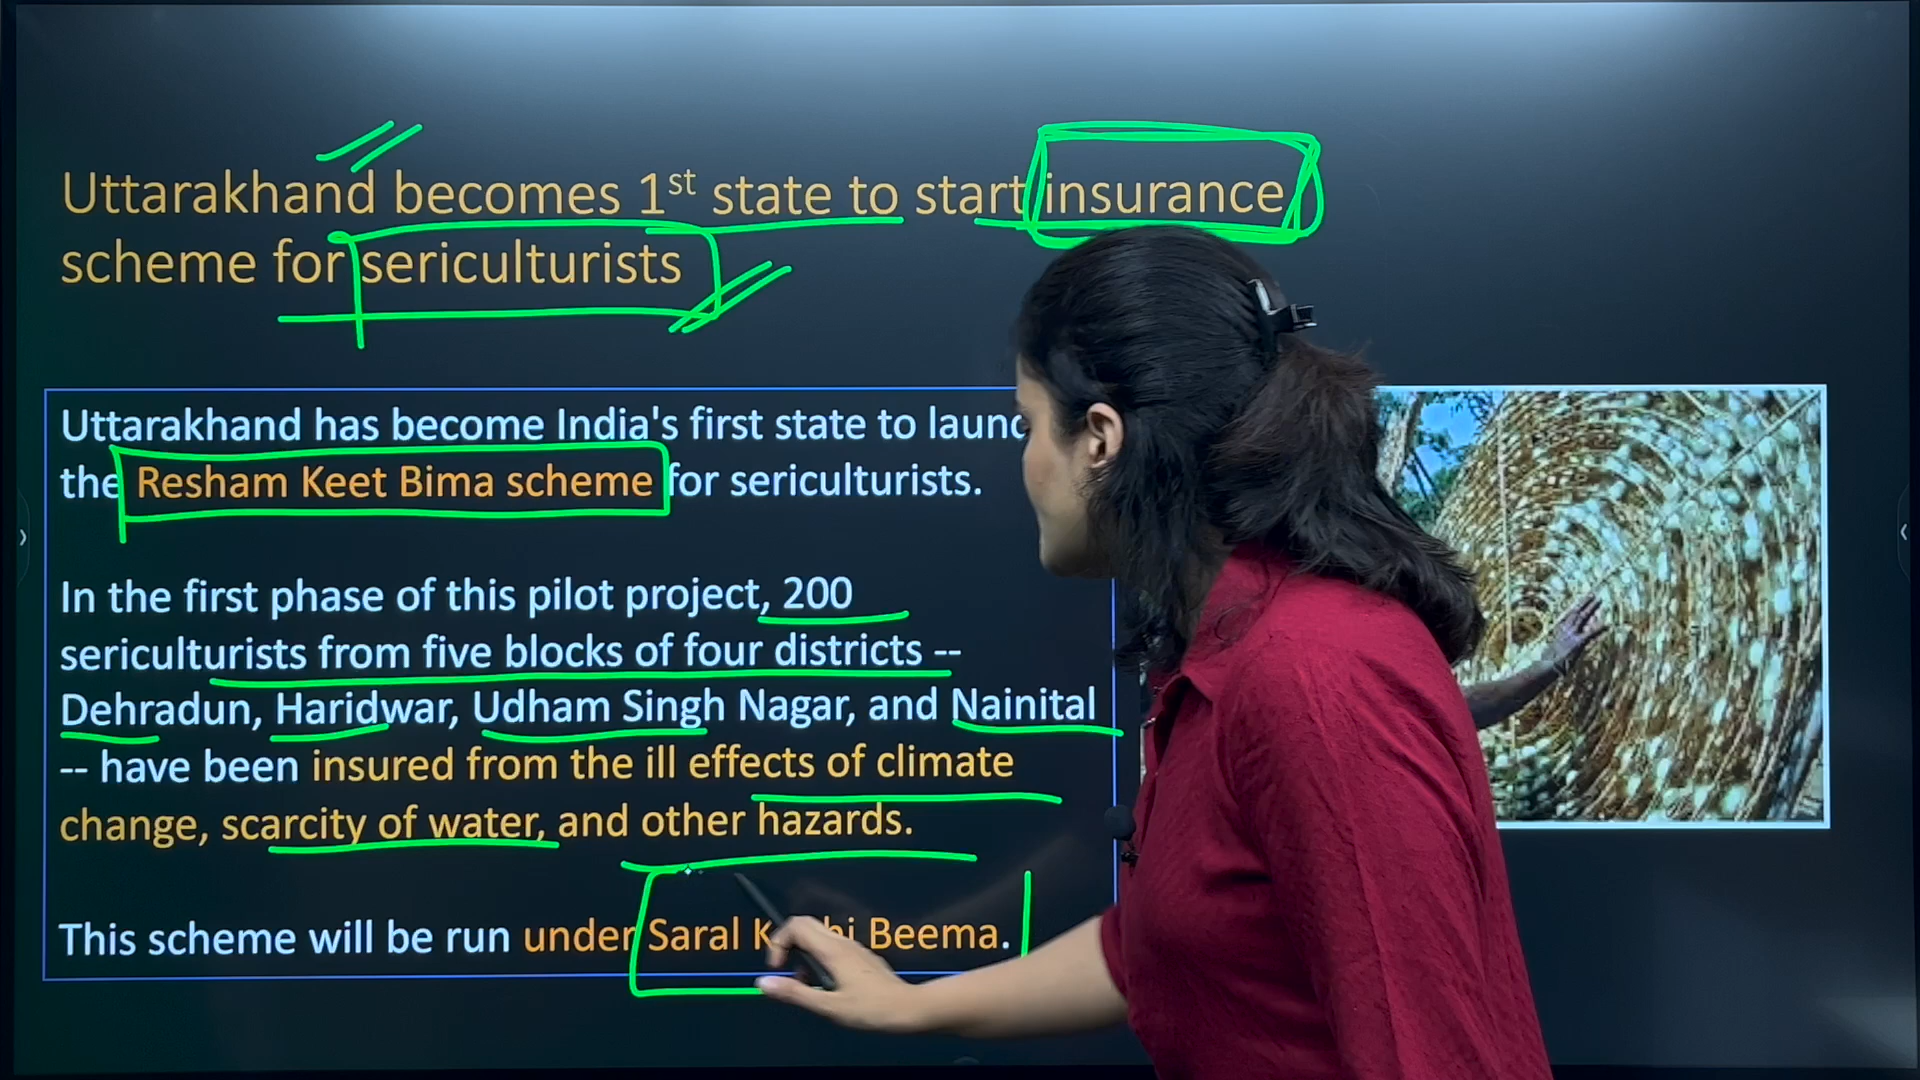 Uttarakhand becomes 1st state to start insurance
scheme for sericulturists
Uttarakhand has become India's first state to
the Resham Keet Bima scheme for sericulturists.
In the first phase of this pilot project, 200
sericulturists from five blocks of four districts --
Dehradun, Haridwar, Udham Singh Nagar, and Nainital
-- have been insured from the ill effects of climate
change, scarcity of water, and other hazards.
This scheme will be run under Saral Beema.